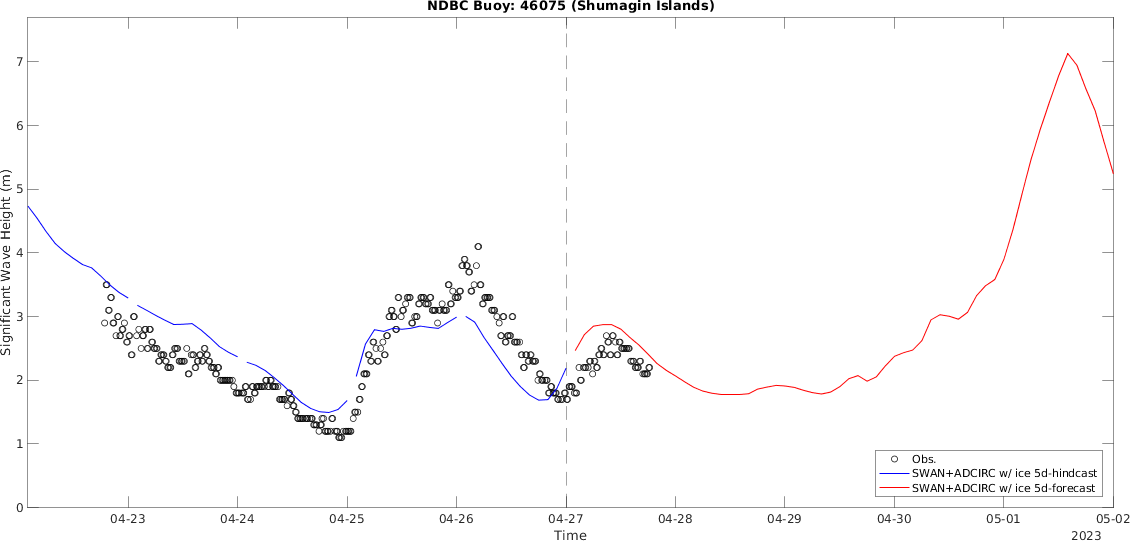 NDBC Buoy: 46075 (Shumagin Islands)
Significant Wave Height (m)
7
6
5
4
3
2
1
0
Obs.
SWAN+ADCIRC w/ ice 5d-hindcast
SWAN+ADCIRC w/ ice 5d-forecast
04-23 04-24 04-25 04-26 04-27 04-28 04-29 04-30 05-01 05-02
Time
2023